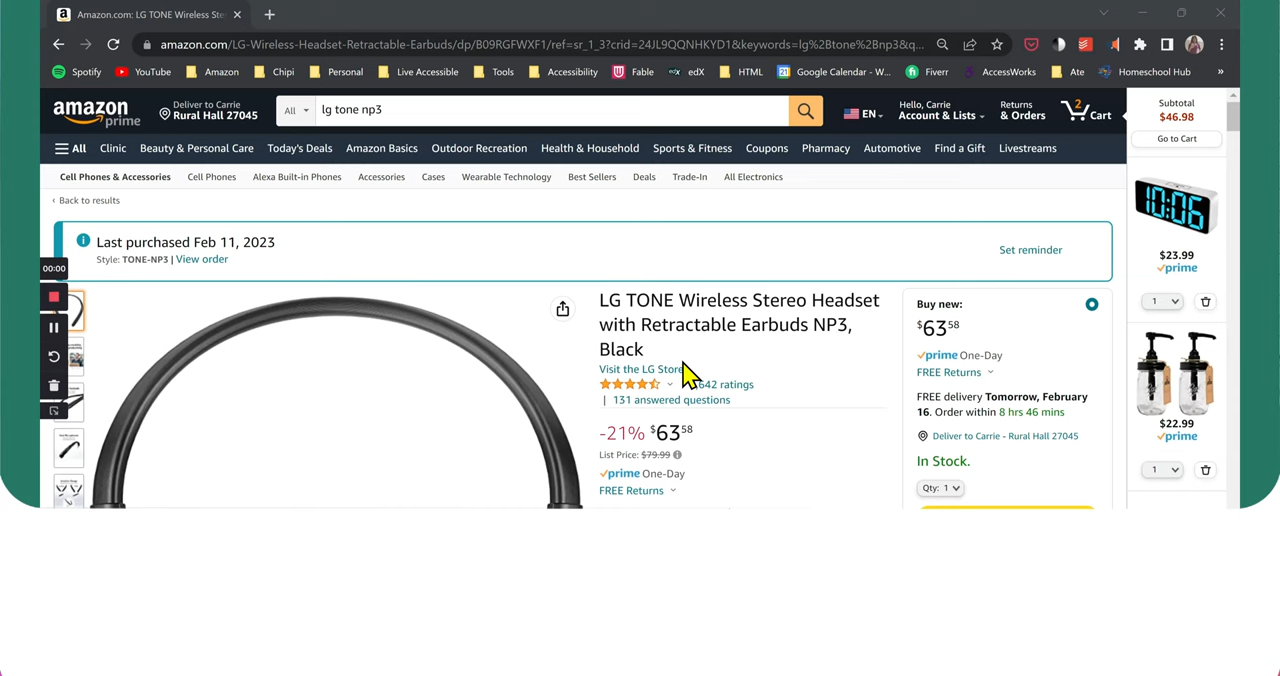 Amazon.com: LG TONE Wireless Ste
amazon.com/LG-Wireless-Headset-Retractable-Earbuds/dp/B09RGFWXF1/ref=sr_1_3?crid=24JL9QQNHKYD1&keywords=lg%2Btone%2Bnp3&q...
Spotify YouTube Amazon Chipi Personal Live Accessible Tools Accessibility Fable edX HTML Google Calendar - W... Fiverr AccessWorks Ate Homeschool Hub »
amazon prime
Deliver to Carrie
Rural Hall 27045
All
lg tone np3
EN
Hello, Carrie
Account & Lists
Returns
& Orders
2
Cart
Subtotal
$46.98
Go to Cart
All Clinic Beauty & Personal Care Today's Deals Amazon Basics Outdoor Recreation Health & Household Sports & Fitness Coupons Pharmacy Automotive Find a Gift Livestreams
Cell Phones & Accessories Cell Phones Alexa Built-in Phones Accessories Cases Wearable Technology Best Sellers Deals Trade-In All Electronics
‹ Back to results
Last purchased Feb 11, 2023
Style: TONE-NP3 | View order
Set reminder
00:00
LG TONE Wireless Stereo Headset
with Retractable Earbuds NP3,
Black
Visit the LG Store
642 ratings
| 131 answered questions
-21% $63 58
List Price: $79.99
prime One-Day
FREE Returns
Buy new:
$63 58
prime One-Day
FREE Returns
FREE delivery Tomorrow, February
16. Order within 8 hrs 46 mins
Deliver to Carrie - Rural Hall 27045
In Stock.
Qty: 1
10:06
$23.99
prime
1
$22.99
prime
1